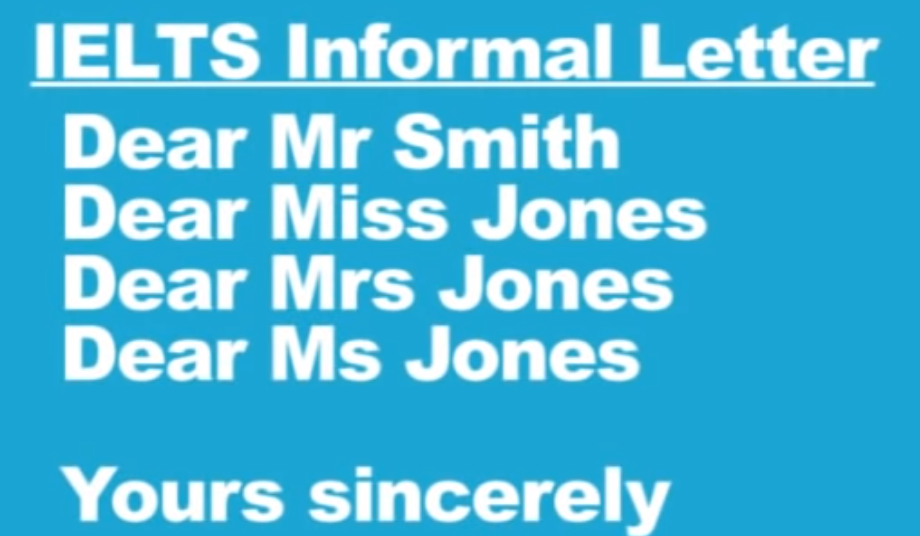 IELTS Informal Letter
Dear Mr Smith
Dear Miss Jones
Dear Mrs Jones
Dear Ms Jones
Yours sincerely